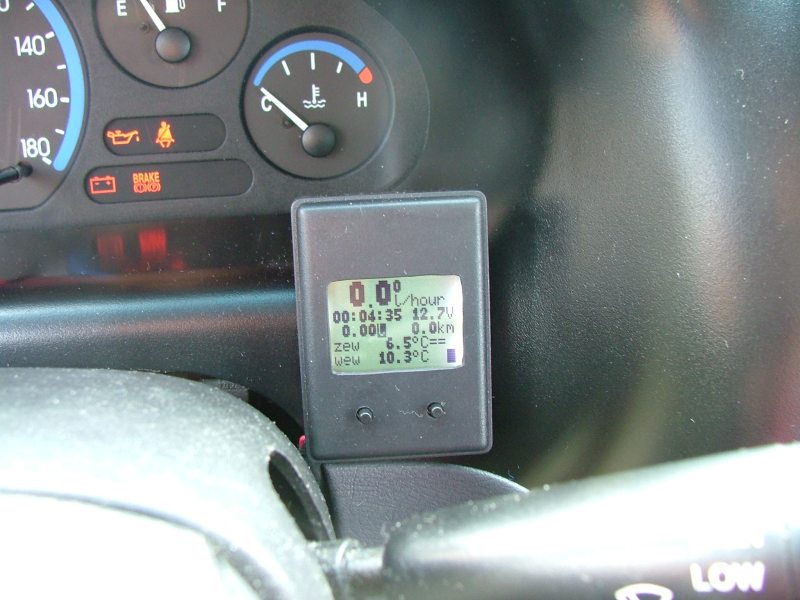 E F
140
160
180
C H
BRAKE
0.0⁰
l/hour
00:04:35 12.7V
0.00L 0.0km
zew 6.5°C==
wew 10.3°C
LOW